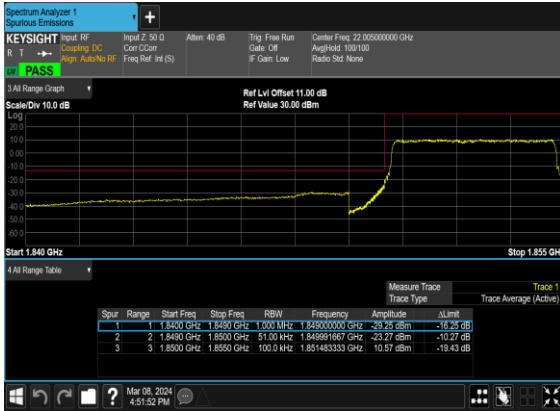 Spectrum Analyzer 1
Spurious Emissions
+
KEYSIGHT
R T
LW PASS
Input: RF
Coupling: DC
Align: Auto/No RF
Input Z: 50 Ω
Corr CCorr
Freq Ref: Int (S)
Atten: 40 dB
Trig: Free Run
Gate: Off
IF Gain: Low
Center Freq: 22.005000000 GHz
Avg|Hold: 100/100
Radio Std: None
3 All Range Graph
Scale/Div 10.0 dB
Ref Lvl Offset 11.00 dB
Ref Value 30.00 dBm
Log
20.0
10.0
0.00
-10.0
-20.0
-30.0
-40.0
-50.0
-60.0
Start 1.840 GHz
Stop 1.855 GH
4 All Range Table
Measure Trace Trace 1
Trace Type Trace Average (Active)
Spur Range Start Freq Stop Freq RBW Frequency Amplitude ΔLimit
1 1 1.8400 GHz 1.8490 GHz 1.000 MHz 1.849000000 GHz -29.25 dBm -16.25 dB
2 2 1.8490 GHz 1.8500 GHz 51.00 kHz 1.849991667 GHz -23.27 dBm -10.27 dB
3 3 1.8500 GHz 1.8550 GHz 100.0 kHz 1.851483333 GHz 10.57 dBm -19.43 dB
?
Mar 08, 2024
4:51:52 PM